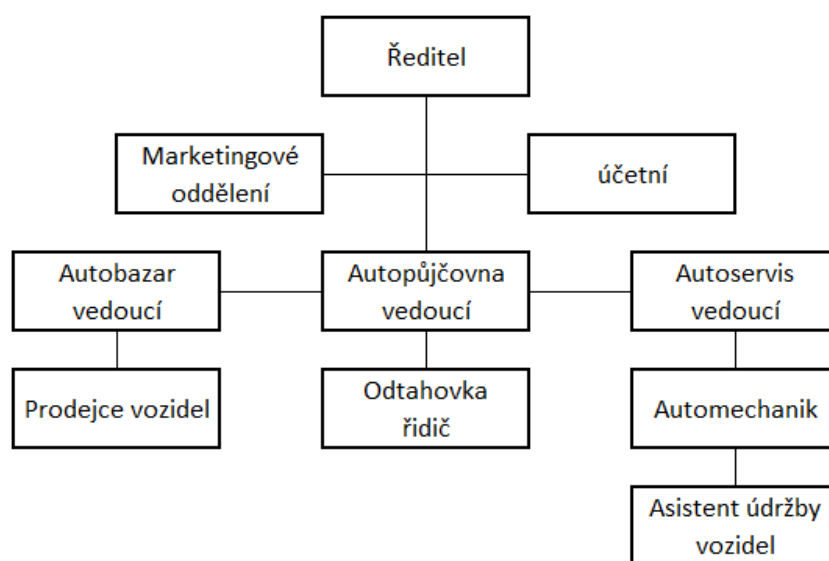 Ředitel
Marketingové
oddělení
účetní
Autobazar
vedoucí
Autopůjčovna
vedoucí
Autoservis
vedoucí
Prodejce vozidel
Odtahovka
řidič
Automechanik
Asistent údržby
vozidel